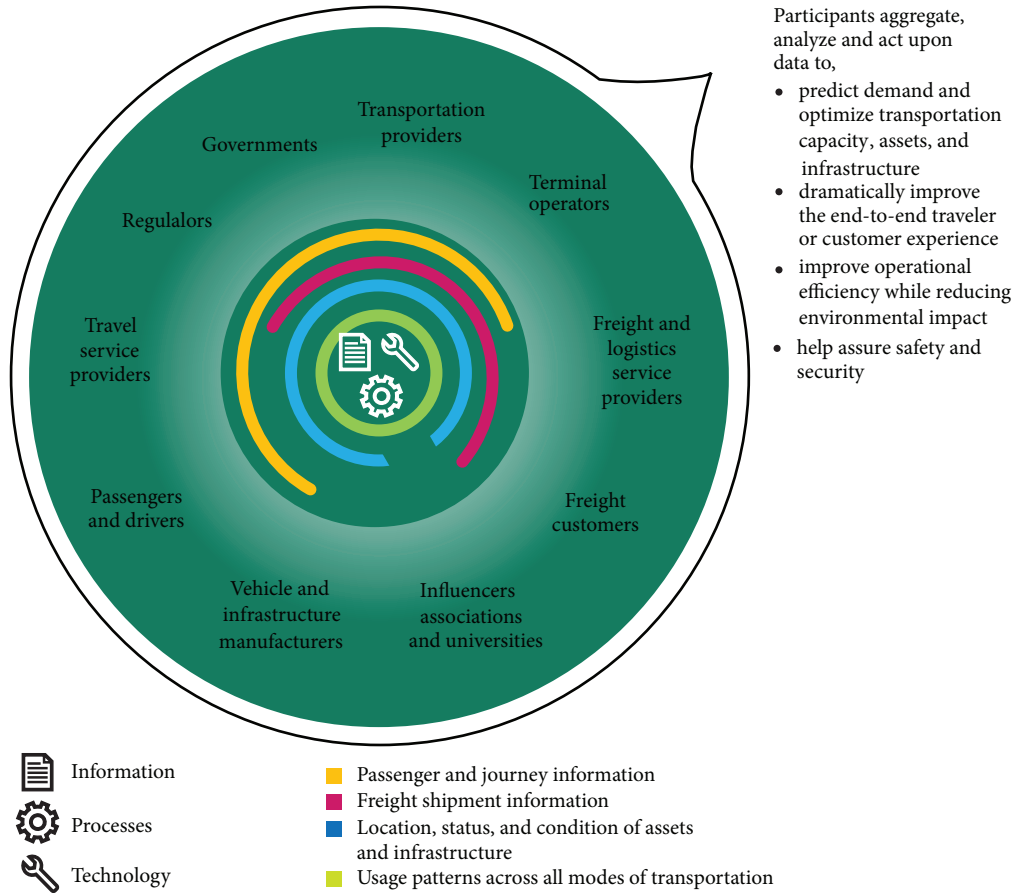 Participants aggregate,
analyze and act upon
data to,
• predict demand and
optimize transportation
capacity, assets, and
infrastructure
• dramatically improve
the end-to-end traveler
or customer experience
• improve operational
efficiency while reducing
environmental impact
• help assure safety and
security
Transportation
providers
Governments
Terminal
operators
Regulalors
Travel
service
providers
Freight and
logistics
service
providers
Passengers
and drivers
Freight
customers
Vehicle and
infrastructure
manufacturers
Influencers
associations
and universities
Information
Processes
Technology
Passenger and journey information
Freight shipment information
Location, status, and condition of assets
and infrastructure
Usage patterns across all modes of transportation